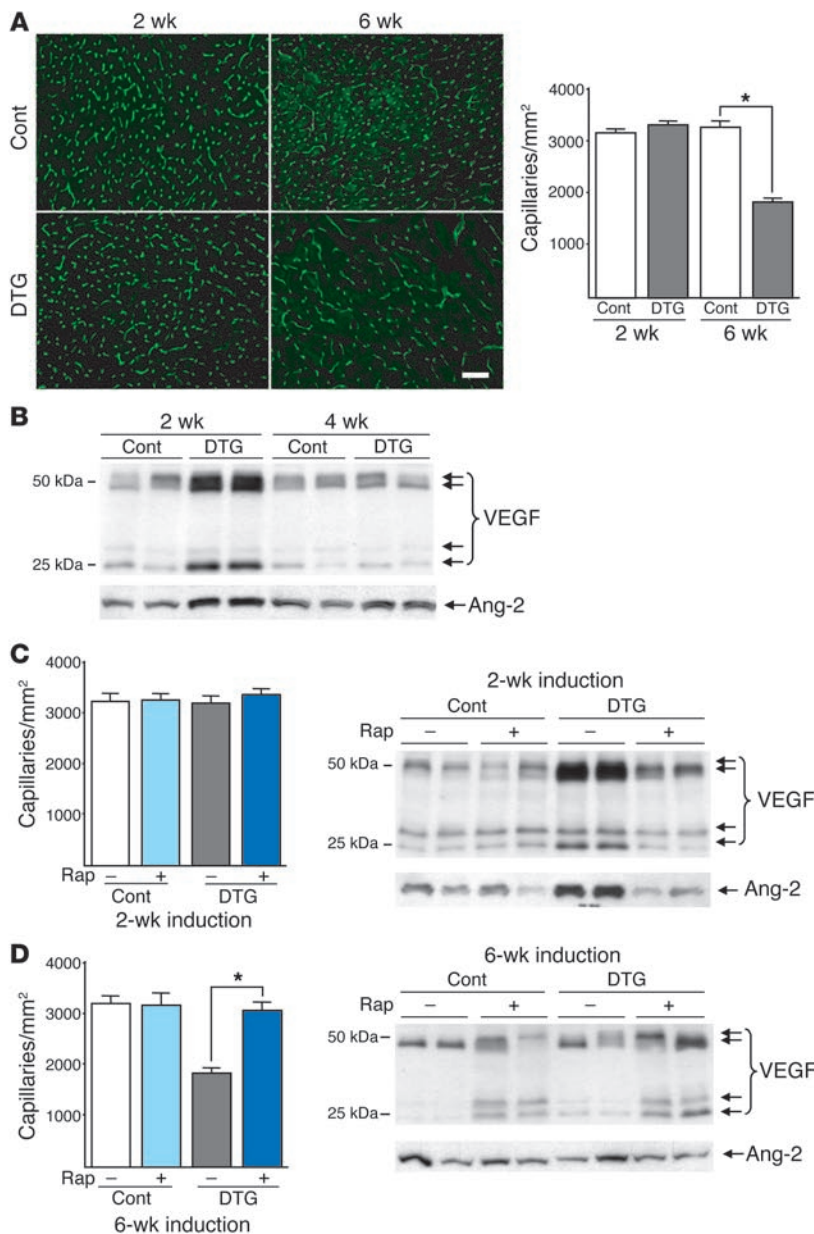 A
2 wk
6 wk
Cont
DTG
Capillaries/mm²
4000
3000
2000
1000
*
Cont DTG Cont DTG
2 wk 6 wk
B
2 wk 4 wk
Cont DTG Cont DTG
50 kDa
25 kDa
VEGF
Ang-2
C
Capillaries/mm²
4000
3000
2000
1000
Rap – + – +
Cont DTG
2-wk induction
2-wk induction
Cont DTG
Rap – + – +
50 kDa
25 kDa
VEGF
Ang-2
D
Capillaries/mm²
4000
3000
2000
1000
*
Rap – + – +
Cont DTG
6-wk induction
6-wk induction
Cont DTG
Rap – + – +
50 kDa
25 kDa
VEGF
Ang-2